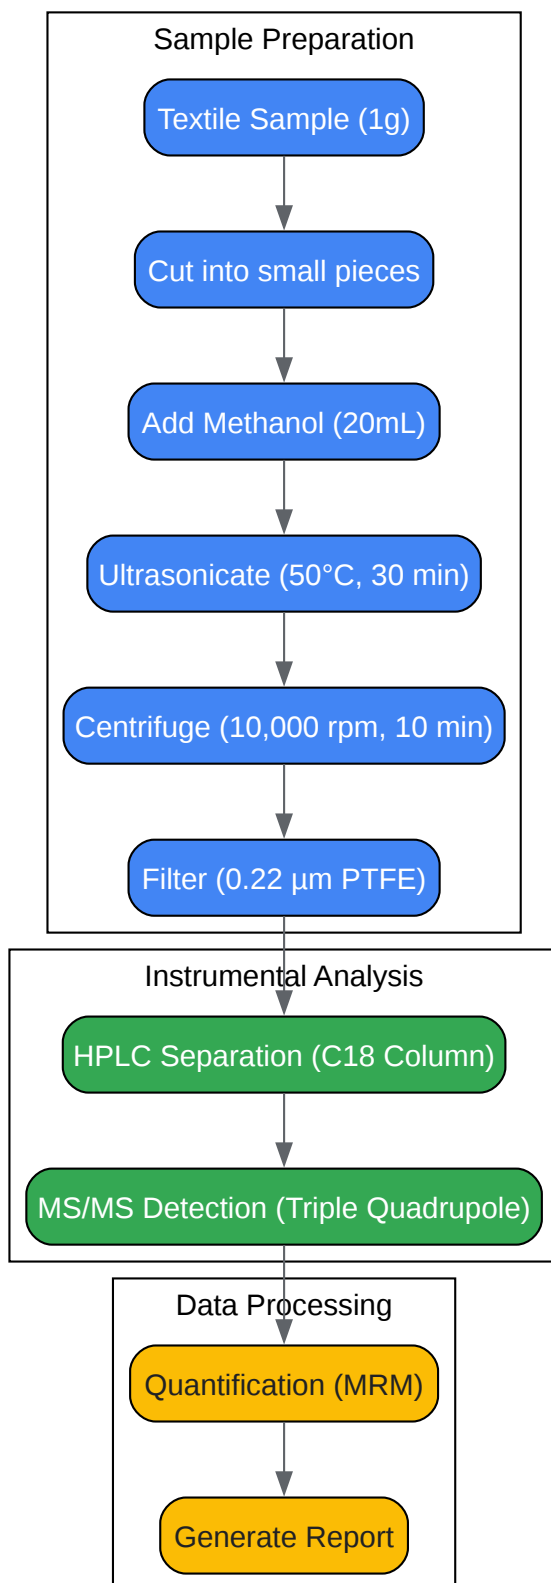 Sample Preparation
Textile Sample (1g)
Cut into small pieces
Add Methanol (20mL)
Ultrasonicate (50°C, 30 min)
Centrifuge (10,000 rpm, 10 min)
Filter (0.22 µm PTFE)
Instrumental Analysis
HPLC Separation (C18 Column)
MS/MS Detection (Triple Quadrupole)
Data Processing
Quantification (MRM)
Generate Report